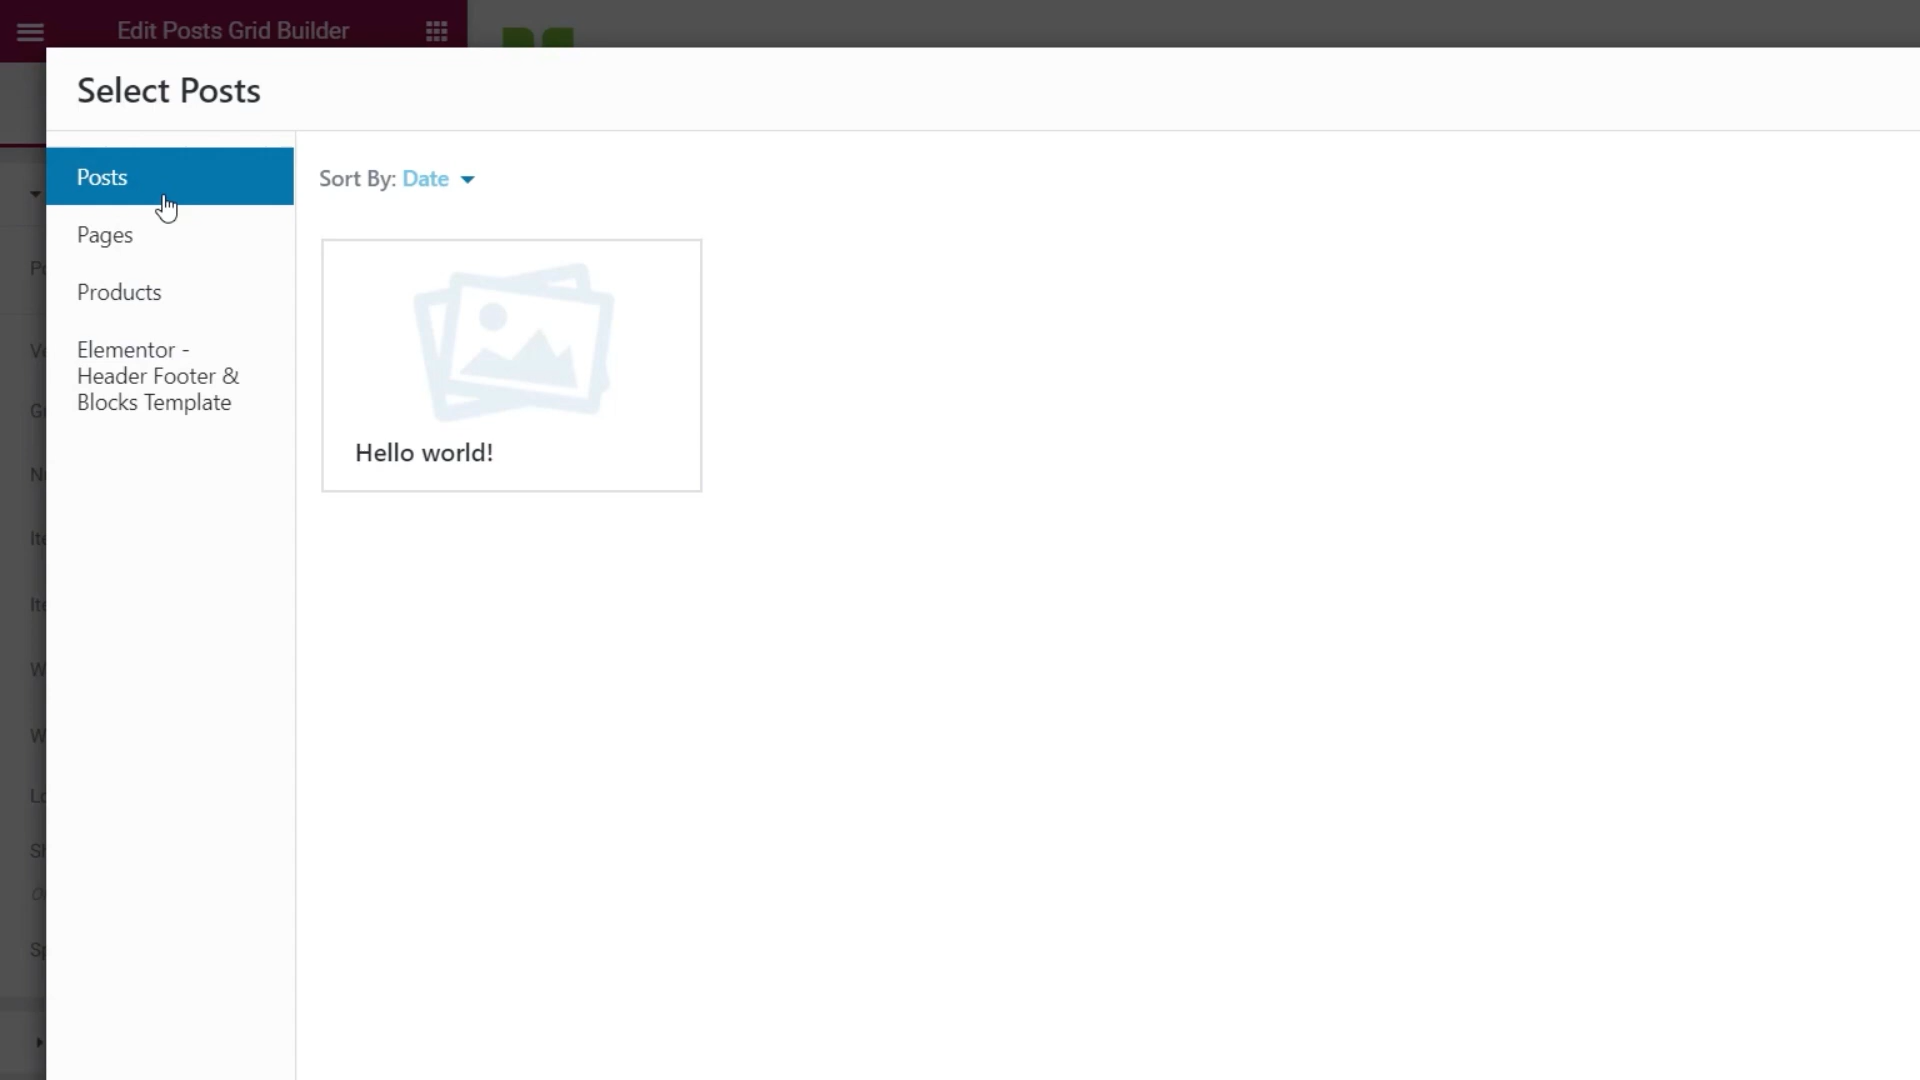 Edit Posts Grid Builder
Select Posts
Posts
Pages
Products
Elementor -
Header Footer &
Blocks Template
Sort By: Date
Hello world!